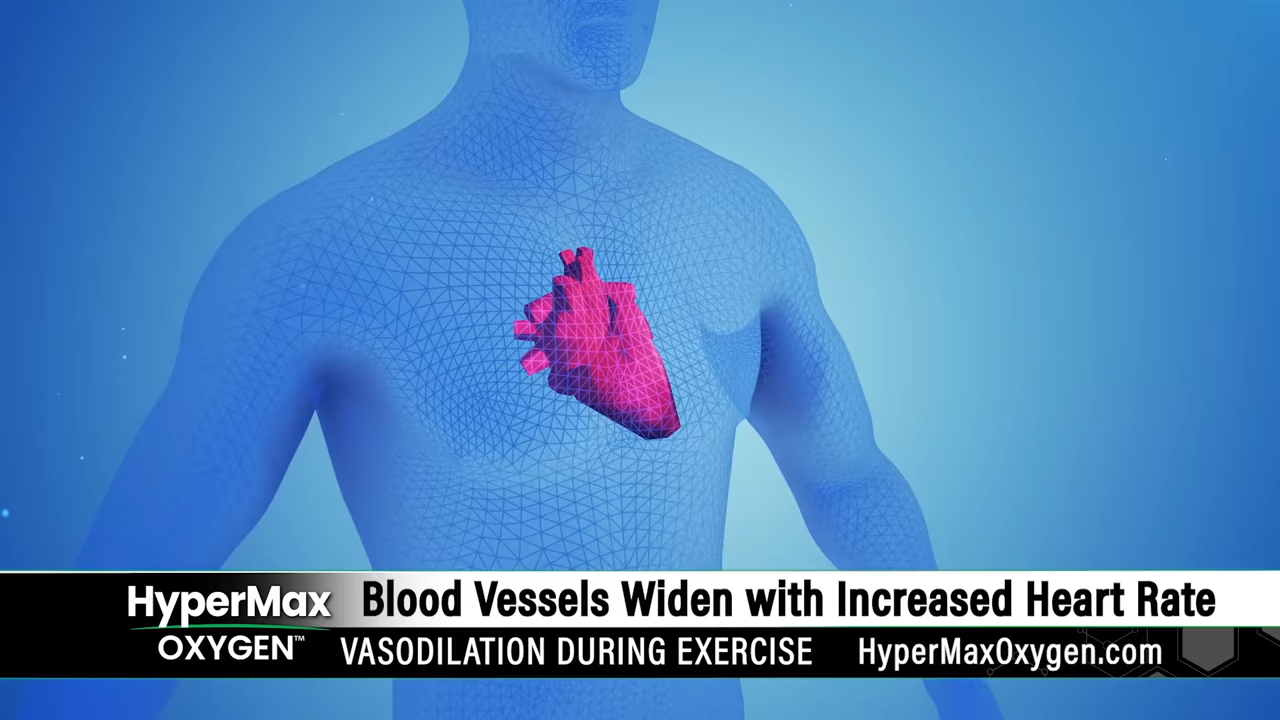 HyperMax
OXYGEN™
Blood Vessels Widen with Increased Heart Rate
VASODILATION DURING EXERCISE
HyperMaxOxygen.com